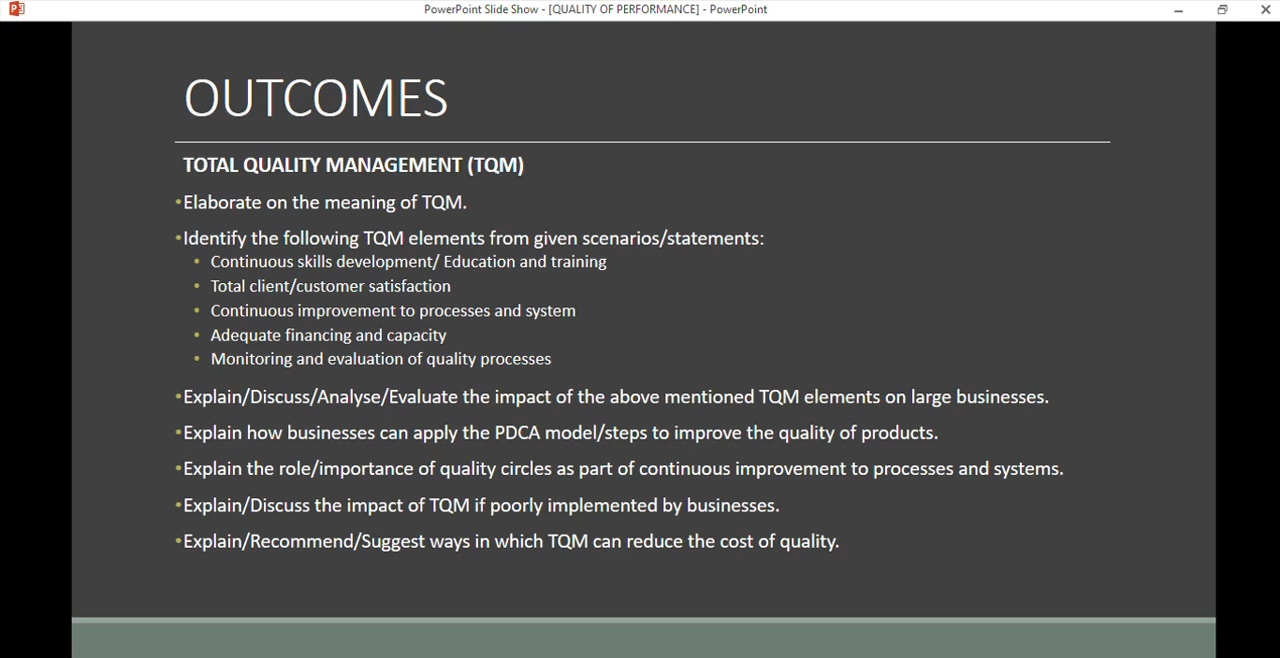 PowerPoint Slide Show - [QUALITY OF PERFORMANCE] - PowerPoint
OUTCOMES
TOTAL QUALITY MANAGEMENT (TQM)
•Elaborate on the meaning of TQM.
•Identify the following TQM elements from given scenarios/statements:
• Continuous skills development/ Education and training
• Total client/customer satisfaction
• Continuous improvement to processes and system
• Adequate financing and capacity
• Monitoring and evaluation of quality processes
•Explain/Discuss/Analyse/Evaluate the impact of the above mentioned TQM elements on large businesses.
•Explain how businesses can apply the PDCA model/steps to improve the quality of products.
•Explain the role/importance of quality circles as part of continuous improvement to processes and systems.
•Explain/Discuss the impact of TQM if poorly implemented by businesses.
•Explain/Recommend/Suggest ways in which TQM can reduce the cost of quality.